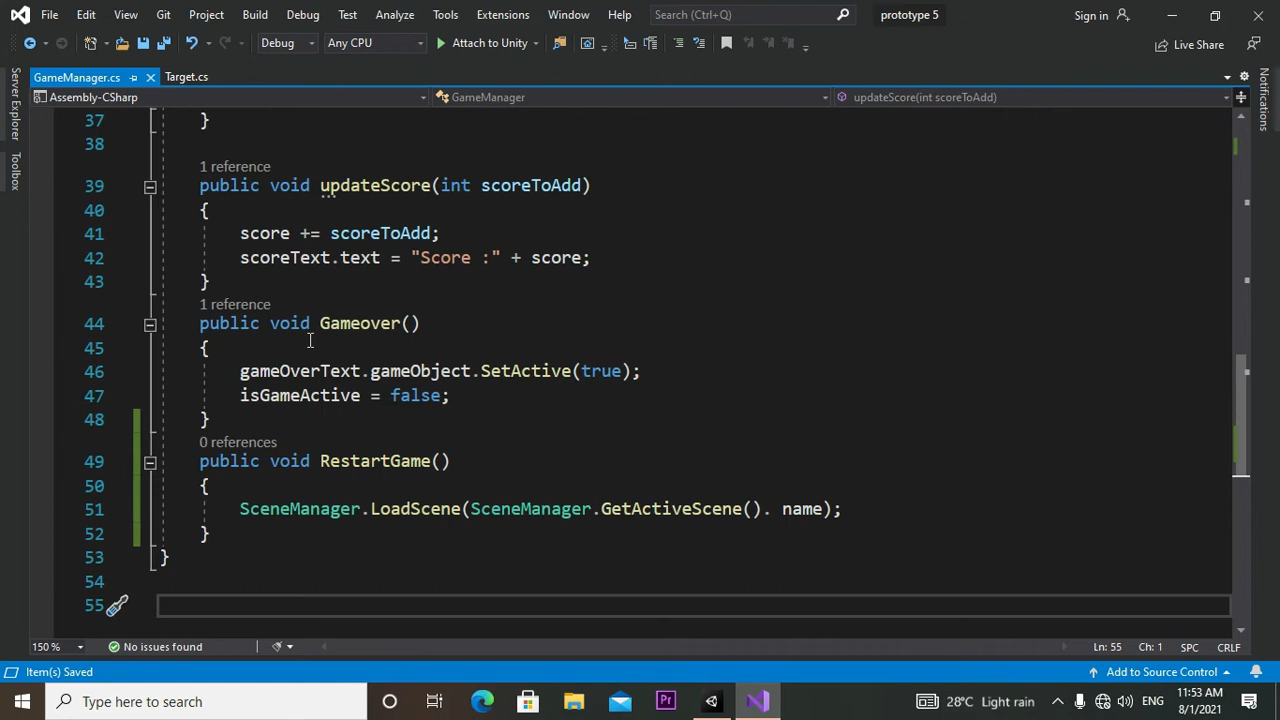 File Edit View Git Project Build Debug Test Analyze Tools Extensions Window Help Search (Ctrl+Q) prototype 5 Sign in
Debug Any CPU Attach to Unity Live Share
GameManager.cs Target.cs
Assembly-CSharp GameManager updateScore(int scoreToAdd)
Server Explorer
Toolbox
Notifications
37 }
38
1 reference
39 public void updateScore(int scoreToAdd)
40 {
41 score += scoreToAdd;
42 scoreText.text = "Score :" + score;
43 }
1 reference
44 public void Gameover()
45 {
46 gameOverText.gameObject.SetActive(true);
47 isGameActive = false;
48 }
0 references
49 public void RestartGame()
50 {
51 SceneManager.LoadScene(SceneManager.GetActiveScene(). name);
52 }
53 }
54
55
150 % No issues found Ln: 55 Ch: 1 SPC CRLF
Item(s) Saved Add to Source Control
Type here to search Pr 28°C Light rain ENG 11:53 AM
8/1/2021